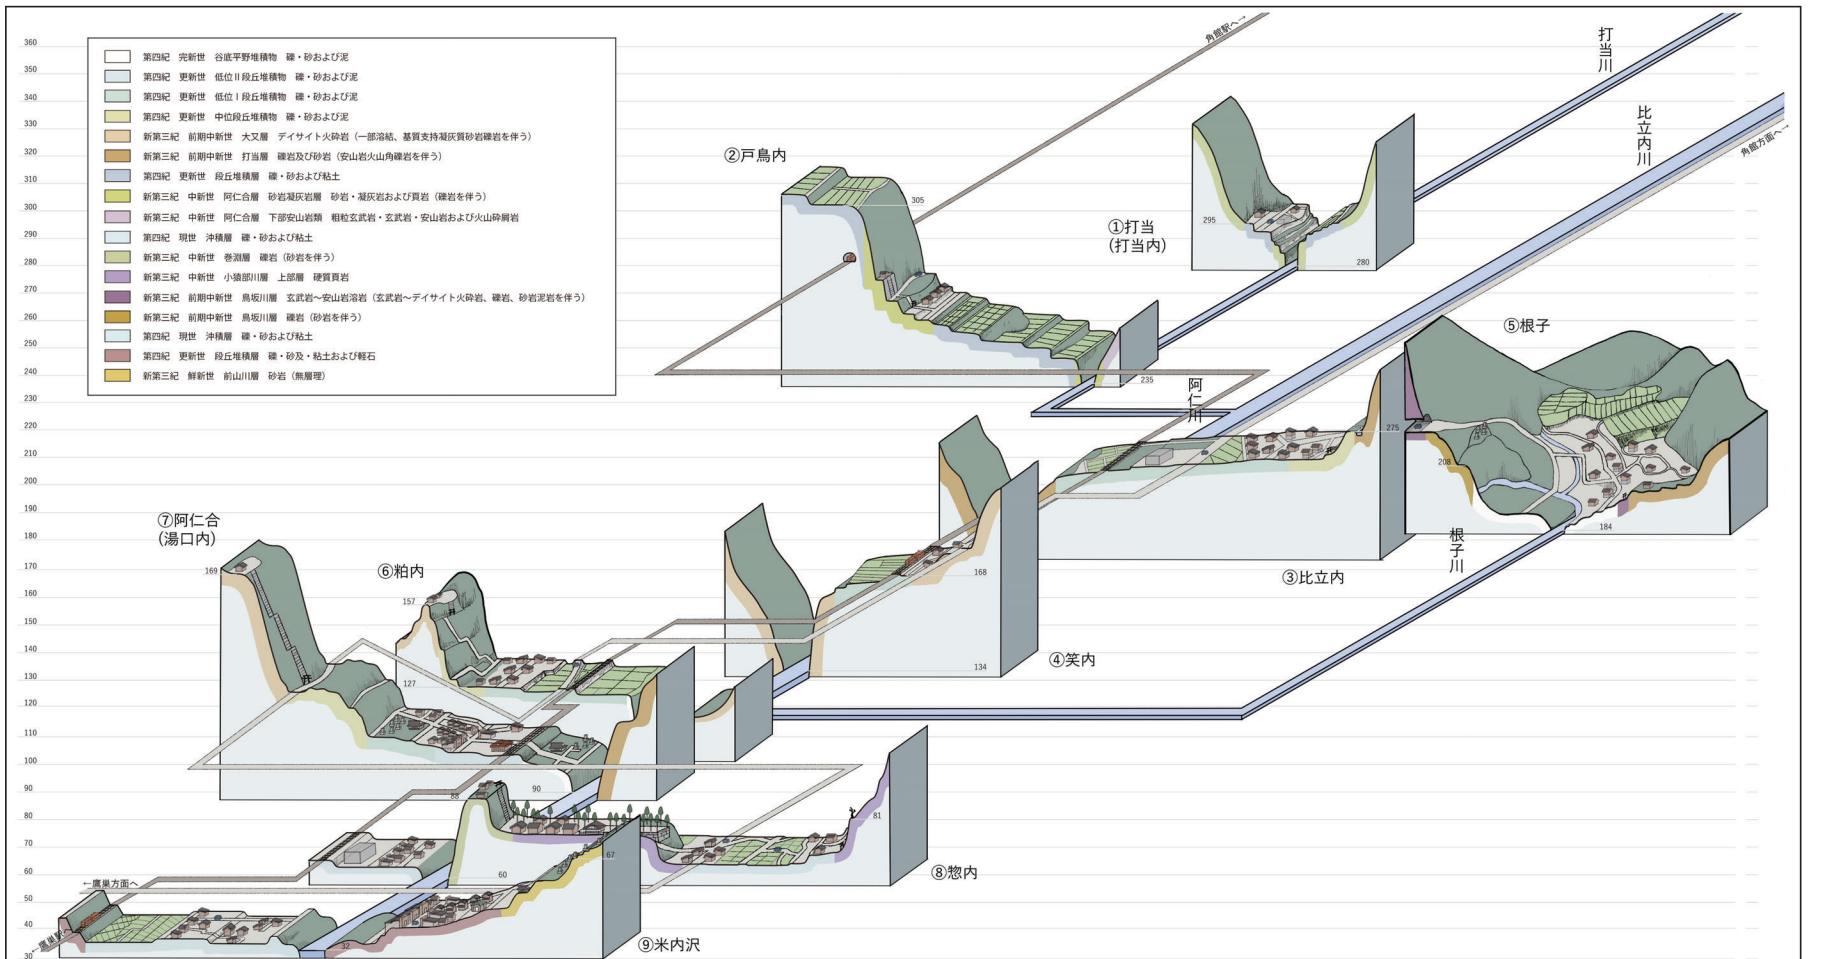 360
350
340
330
320
310
300
290
280
270
260
250
240
230
220
210
200
190
180
170
160
150
140
130
120
110
100
90
80
70
60
50
40
30
第四紀 完新世 谷底平野堆積物 礫・砂および泥
第四紀 更新世 低位Ⅱ段丘堆積物 礫・砂および泥
第四紀 更新世 低位Ⅰ段丘堆積物 礫・砂および泥
第四紀 更新世 中位段丘堆積物 礫・砂および泥
新第三紀 前期中新世 大又層 デイサイト火砕岩（一部溶結、基質支持凝灰質砂岩礫岩を伴う）
新第三紀 前期中新世 打当層 礫岩及び砂岩（安山岩火山角礫岩を伴う）
第四紀 更新世 段丘堆積層 礫・砂および粘土
新第三紀 中新世 阿仁合層 砂岩凝灰岩層 砂岩・凝灰岩および頁岩（礫岩を伴う）
新第三紀 中新世 阿仁合層 下部安山岩類 粗粒玄武岩・玄武岩・安山岩および火山砕屑岩
第四紀 現世 沖積層 礫・砂および粘土
新第三紀 中新世 巻淵層 礫岩（砂岩を伴う）
新第三紀 中新世 小猿部川層 上部層 硬質頁岩
新第三紀 前期中新世 鳥坂川層 玄武岩～安山岩溶岩（玄武岩～デイサイト火砕岩、礫岩、砂岩泥岩を伴う）
新第三紀 前期中新世 鳥坂川層 礫岩（砂岩を伴う）
第四紀 現世 沖積層 礫・砂および粘土
第四紀 更新世 段丘堆積層 礫・砂及・粘土および軽石
新第三紀 鮮新世 前山川層 砂岩（無層理）
角館駅へ→
打当川
比立内川
角館方面へ→
①打当
（打当内）
295
280
②戸鳥内
305
235
阿仁川
③比立内
275
⑤根子
208
184
根子川
④笑内
168
134
⑥粕内
157
127
⑦阿仁合
（湯口内）
169
90
⑧惣内
88
60
81
⑨米内沢
67
32
←鷹巣方面へ
←鷹巣駅へ